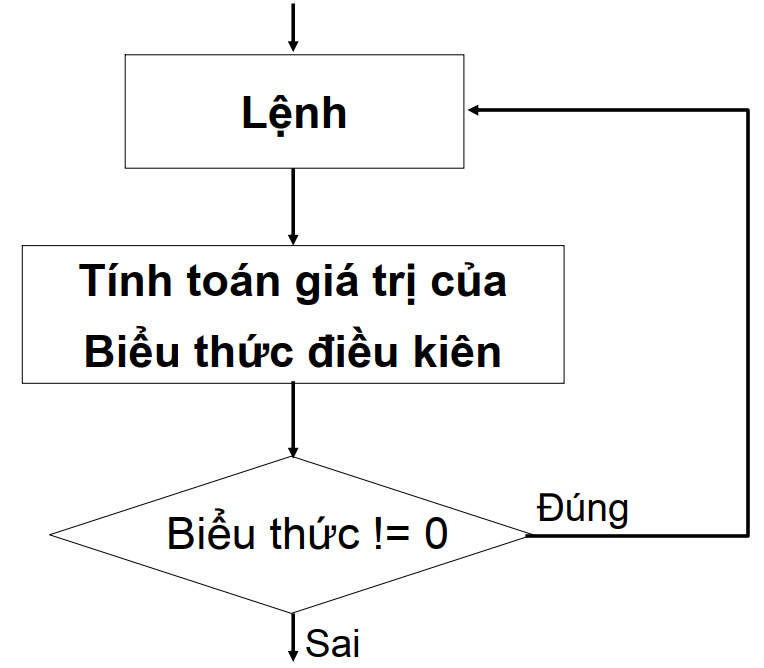 Lệnh
Tính toán giá trị của
Biểu thức điều kiên
Biểu thức != 0
Đúng
Sai